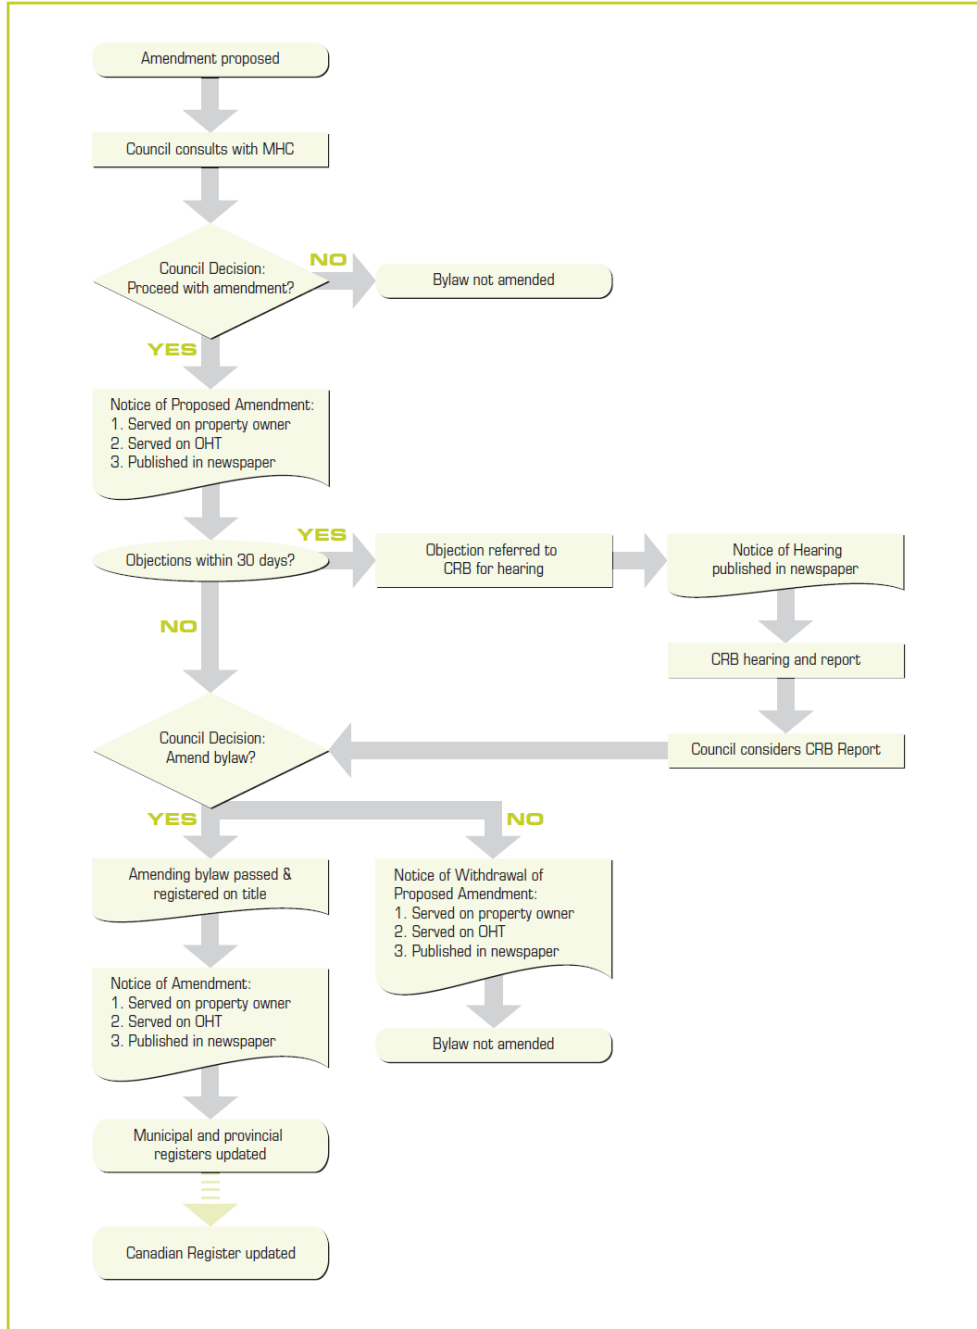 Amendment proposed
Council consults with MHC
Council Decision:
Proceed with amendment?
NO
Bylaw not amended
YES
Notice of Proposed Amendment:
1. Served on property owner
2. Served on OHT
3. Published in newspaper
Objections within 30 days?
YES
Objection referred to
CRB for hearing
Notice of Hearing
published in newspaper
NO
CRB hearing and report
Council considers CRB Report
Council Decision:
Amend bylaw?
YES
NO
Amending bylaw passed &
registered on title
Notice of Withdrawal of
Proposed Amendment:
1. Served on property owner
2. Served on OHT
3. Published in newspaper
Notice of Amendment:
1. Served on property owner
2. Served on OHT
3. Published in newspaper
Bylaw not amended
Municipal and provincial
registers updated
Canadian Register updated